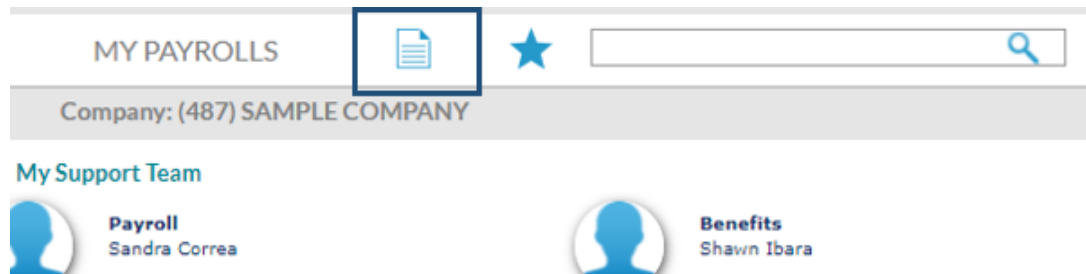 MY PAYROLLS
Company: (487) SAMPLE COMPANY
My Support Team
Payroll
Sandra Correa
Benefits
Shawn Ibara